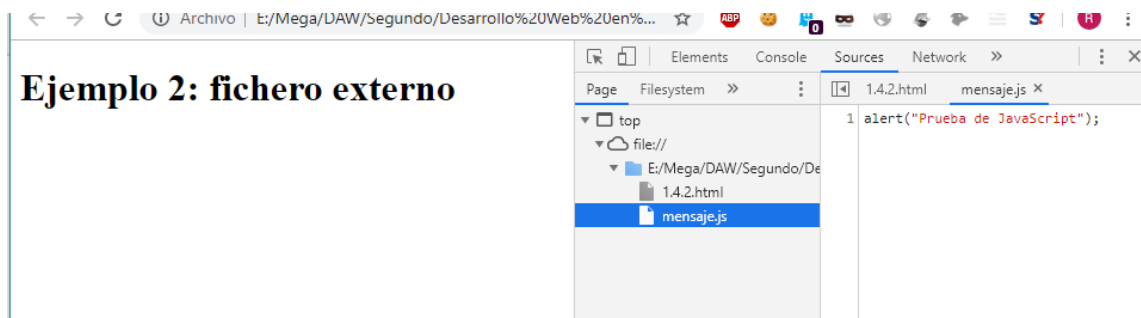 Archivo | E:/Mega/DAW/Segundo/Desarrollo%20Web%20en%... ABP 0 S R
Elements Console Sources Network »
Ejemplo 2: fichero externo
Page Filesystem » 1.4.2.html mensaje.js ×
top
1 alert("Prueba de JavaScript");
file://
E:/Mega/DAW/Segundo/De
1.4.2.html
mensaje.js